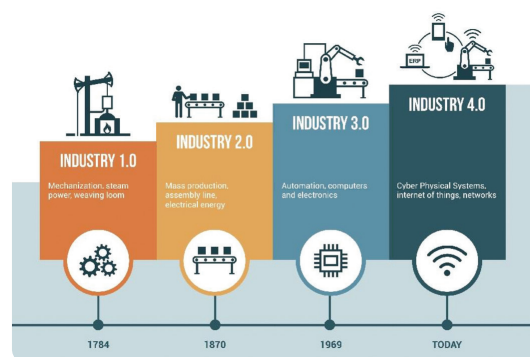 ERP
INDUSTRY 1.0
Mechanization, steam
power, weaving loom
INDUSTRY 2.0
Mass production,
assembly line,
electrical energy
INDUSTRY 3.0
Automation, computers
and electronics
INDUSTRY 4.0
Cyber Physical Systems,
internet of things, networks
1784
1870
1969
TODAY